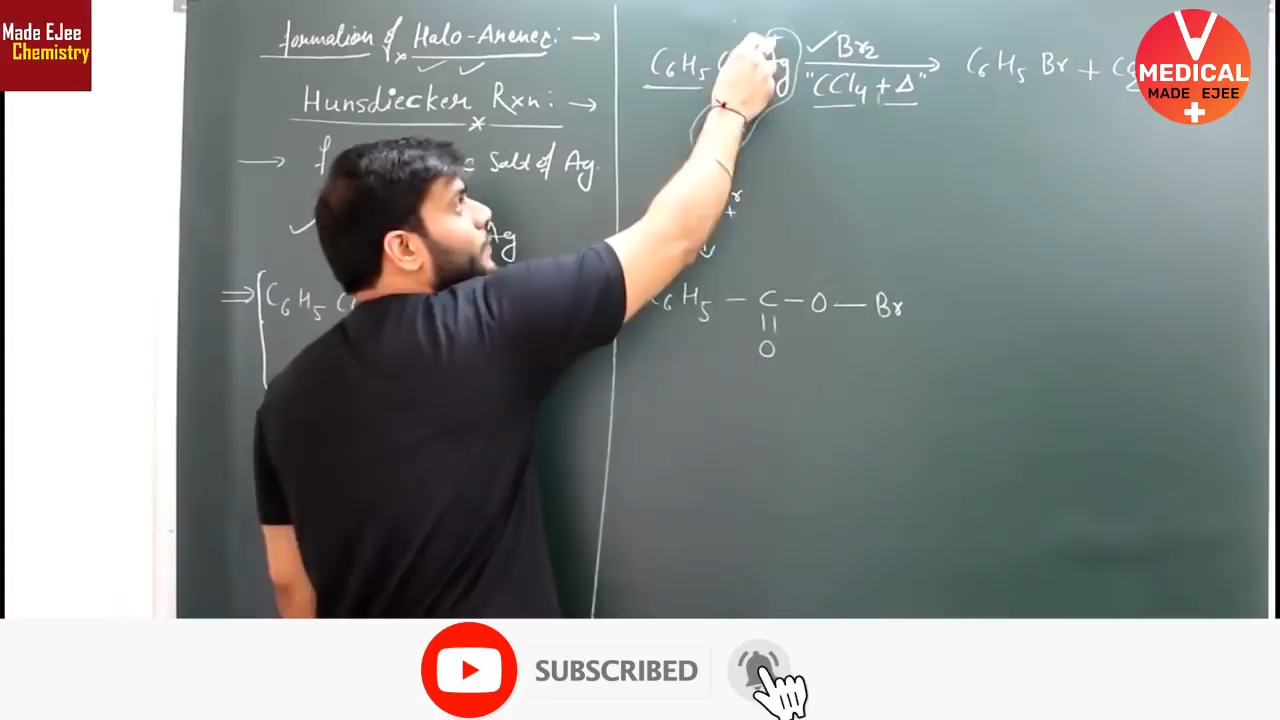 Made EJee
Chemistry
formation of Halo-Arenes: →
Hunsdiecker Rxn: →
→ Salt of Ag.
✓ Ag
⇒ [C6H5 C
C6H5 Ag+ ✓Br2 → C6H5 Br +
"CCl4 + Δ"
r
+
↓
C6H5 — C — O — Br
||
O
V
MEDICAL
MADE EJEE
SUBSCRIBED